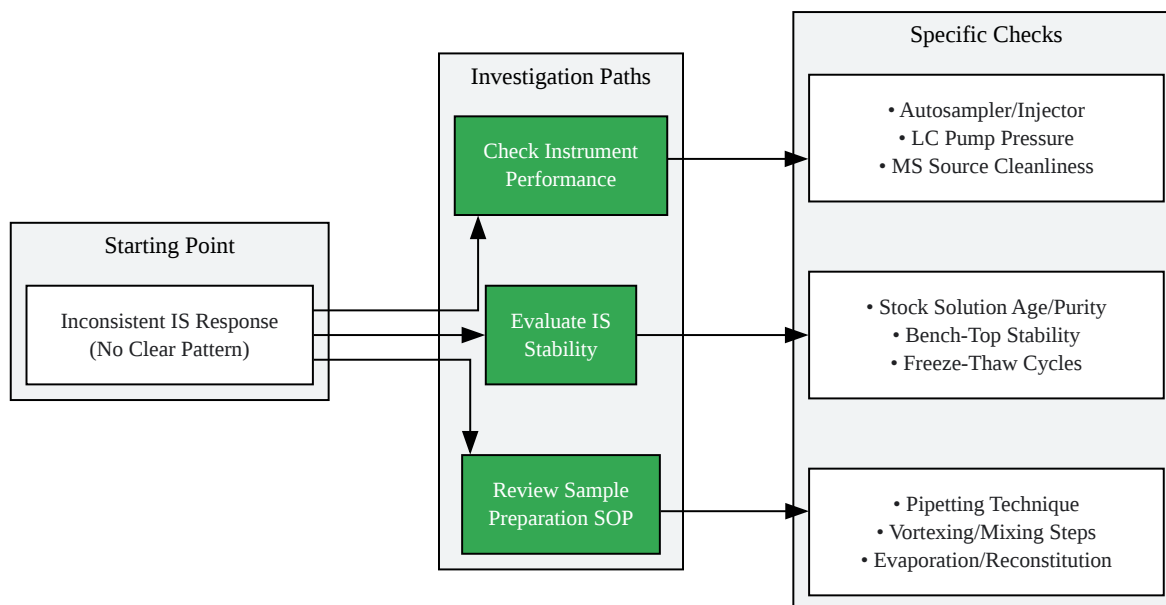 Starting Point
Inconsistent IS Response
(No Clear Pattern)
Investigation Paths
Check Instrument
Performance
Evaluate IS
Stability
Review Sample
Preparation SOP
Specific Checks
• Autosampler/Injector
• LC Pump Pressure
• MS Source Cleanliness
• Stock Solution Age/Purity
• Bench-Top Stability
• Freeze-Thaw Cycles
• Pipetting Technique
• Vortexing/Mixing Steps
• Evaporation/Reconstitution